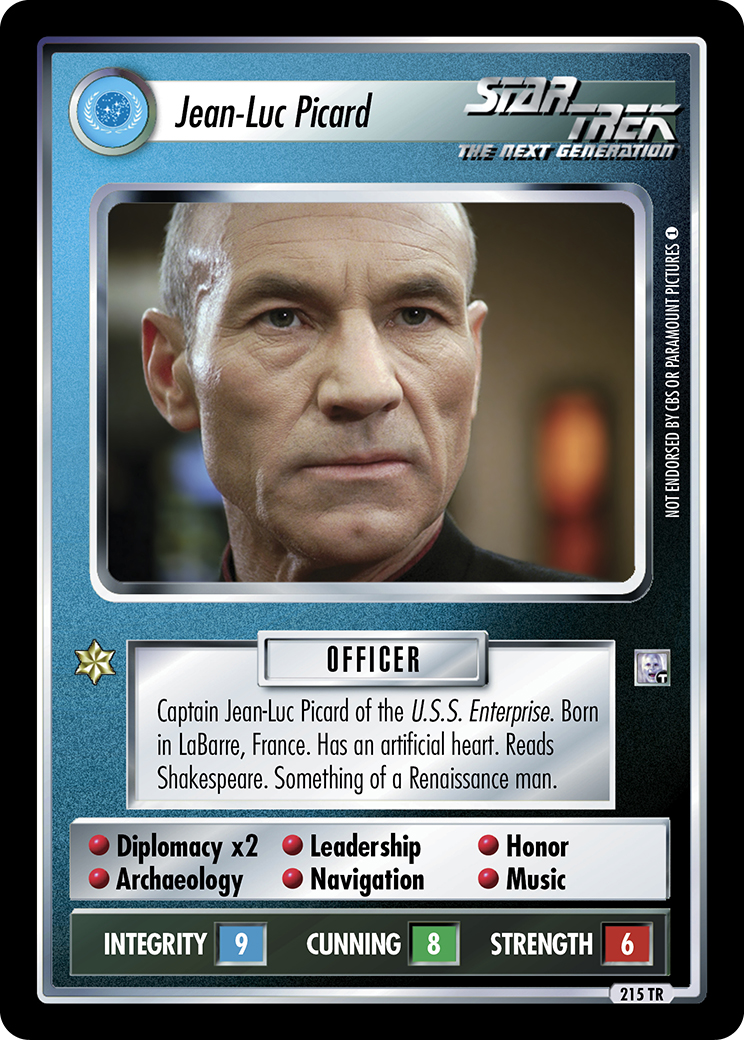 Jean-Luc Picard
STAR TREK
THE NEXT GENERATION
NOT ENDORSED BY CBS OR PARAMOUNT PICTURES 1
OFFICER
Captain Jean-Luc Picard of the U.S.S. Enterprise. Born
in LaBarre, France. Has an artificial heart. Reads
Shakespeare. Something of a Renaissance man.
Diplomacy x2 Leadership Honor
Archaeology Navigation Music
INTEGRITY 9 CUNNING 8 STRENGTH 6
215 TR
T